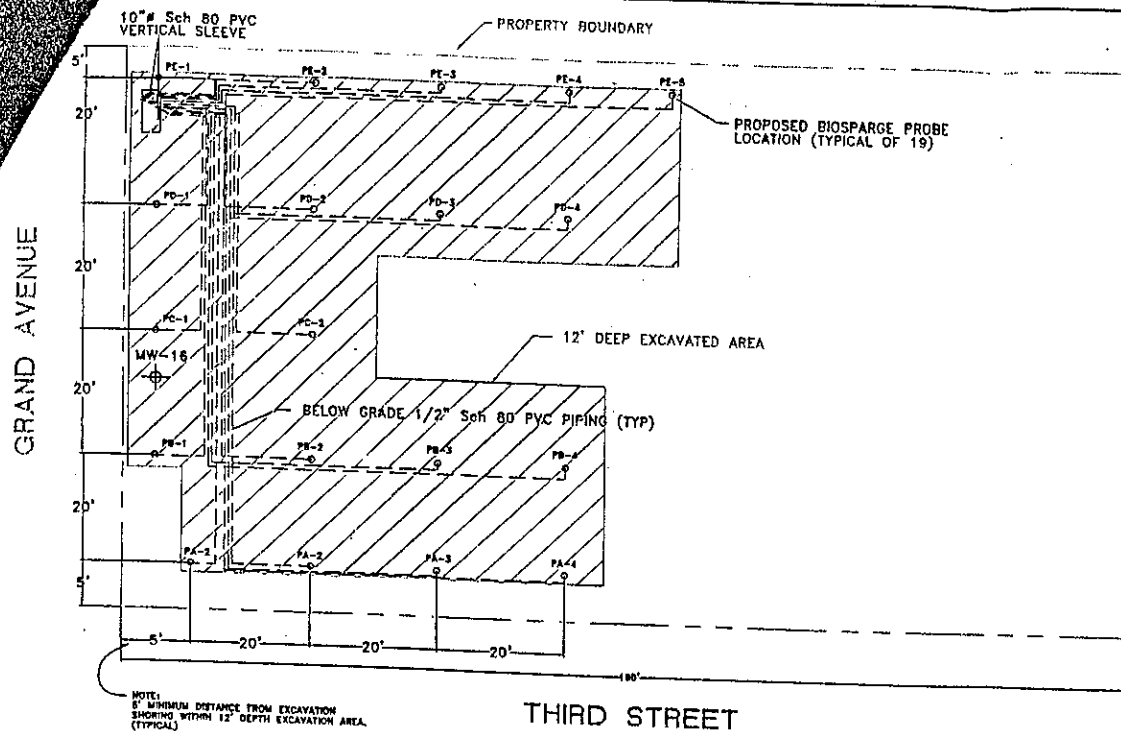 10"ø Sch 80 PVC
VERTICAL SLEEVE
PROPERTY BOUNDARY
5'
PE-1
PE-3
PE-3
PE-4
PE-5
20'
PROPOSED BIOSPARGE PROBE
LOCATION (TYPICAL OF 19)
PD-1
PD-2
PD-3
PD-4
GRAND AVENUE
20'
PC-1
PC-2
12' DEEP EXCAVATED AREA
MW-16
20'
BELOW GRADE 1/2" Sch 80 PVC PIPING (TYP)
PB-1
PB-2
PB-3
PB-4
20'
PA-2
PA-2
PA-3
PA-4
5'
5'
20'
20'
20'
NOTE:
5' MINIMUM DISTANCE FROM EXCAVATION
SHORING WITHIN 12' DEPTH EXCAVATION AREA.
(TYPICAL)
THIRD STREET